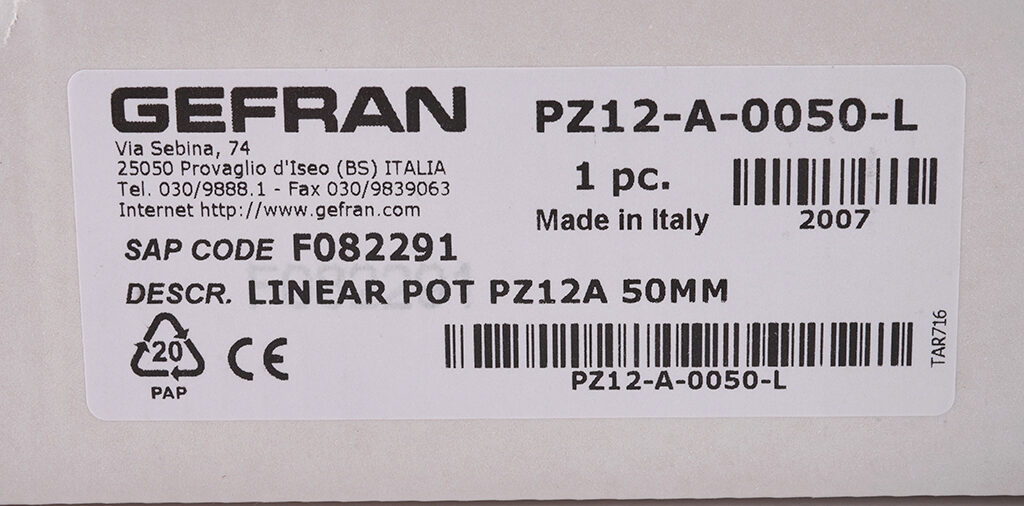 GEFRAN
Via Sebina, 74
25050 Provaglio d'Iseo (BS) ITALIA
Tel. 030/9888.1 - Fax 030/9839063
Internet http://www.gefran.com
PZ12-A-0050-L
1 pc.
Made in Italy
2007
SAP CODE F082291
DESCR. LINEAR POT PZ12A 50MM
20
PAP
CE
PZ12-A-0050-L
TAR716